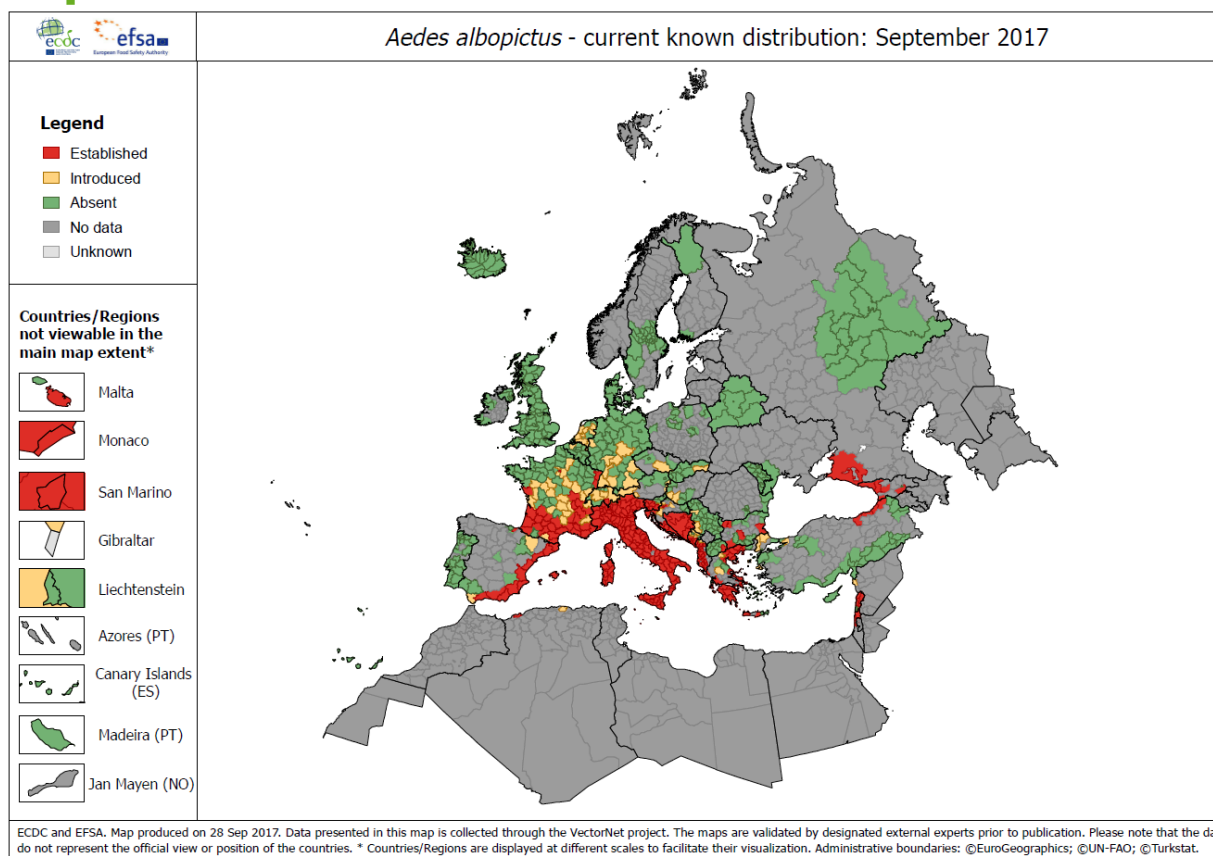 ecdc
efsa
European Food Safety Authority
Aedes albopictus - current known distribution: September 2017
Legend
Established
Introduced
Absent
No data
Unknown
Countries/Regions
not viewable in the
main map extent*
Malta
Monaco
San Marino
Gibraltar
Liechtenstein
Azores (PT)
Canary Islands
(ES)
Madeira (PT)
Jan Mayen (NO)
ECDC and EFSA. Map produced on 28 Sep 2017. Data presented in this map is collected through the VectorNet project. The maps are validated by designated external experts prior to publication. Please note that the da
do not represent the official view or position of the countries. * Countries/Regions are displayed at different scales to facilitate their visualization. Administrative boundaries: ©EuroGeographics; ©UN-FAO; ©Turkstat.